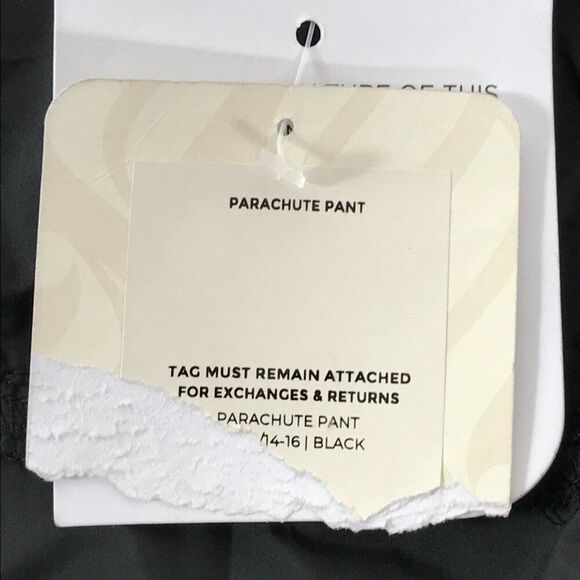 OF THIS
PARACHUTE PANT
TAG MUST REMAIN ATTACHED
FOR EXCHANGES & RETURNS
PARACHUTE PANT
/14-16 | BLACK